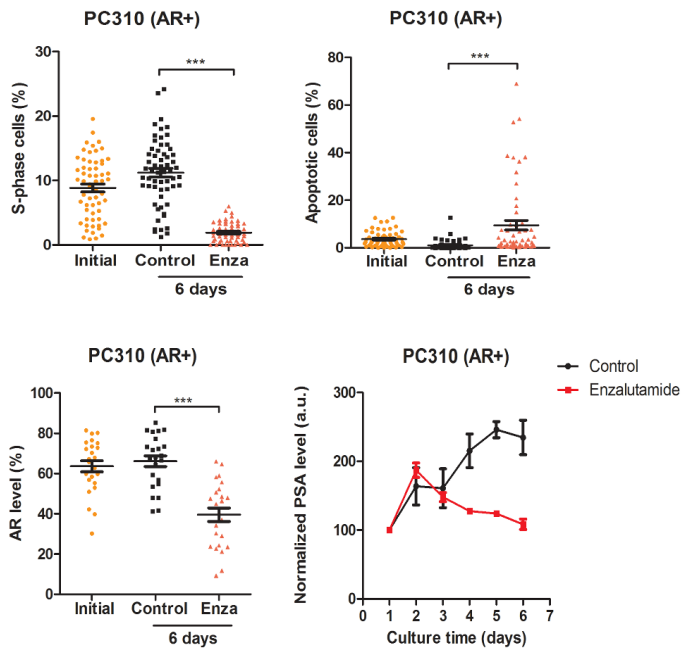 PC310 (AR+)
S-phase cells (%)
30
20
10
0
***
Initial
Control
Enza
6 days
PC310 (AR+)
Apoptotic cells (%)
80
60
40
20
0
***
Initial
Control
Enza
6 days
PC310 (AR+)
AR level (%)
100
80
60
40
20
0
***
Initial
Control
Enza
6 days
PC310 (AR+)
Control
Enzalutamide
Normalized PSA level (a.u.)
300
200
100
0
0 1 2 3 4 5 6 7
Culture time (days)